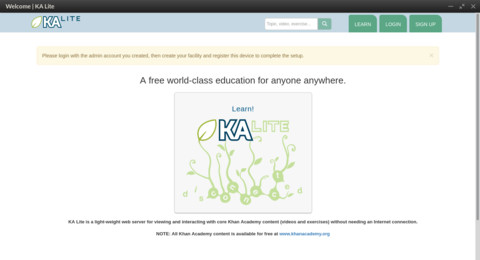 Welcome | KA Lite
KA LITE
Topic, video, exercise...
LEARN
LOGIN
SIGN UP
Please login with the admin account you created, then create your facility and register this device to complete the setup.
×
A free world-class education for anyone anywhere.
Learn!
KA LITE
disconnected
KA Lite is a light-weight web server for viewing and interacting with core Khan Academy content (videos and exercises) without needing an Internet connection.
NOTE: All Khan Academy content is available for free at www.khanacademy.org